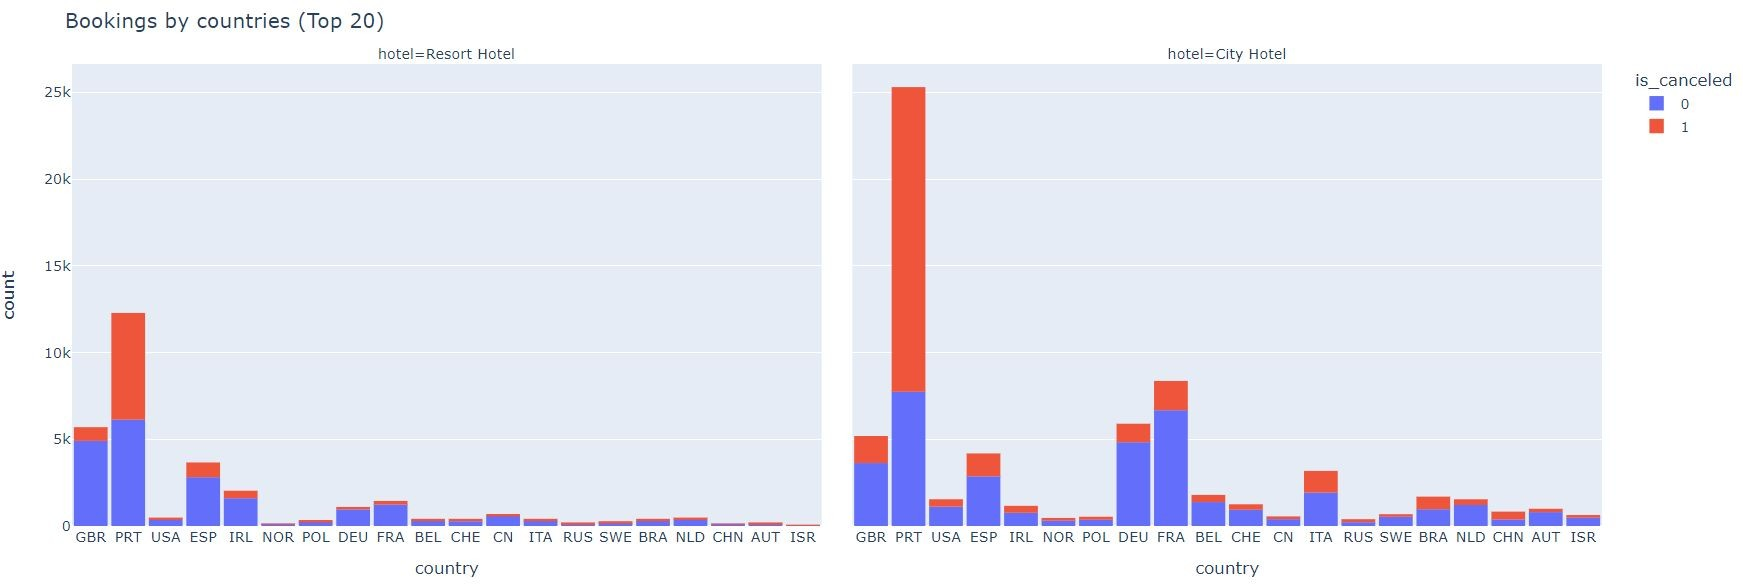 Bookings by countries (Top 20)
hotel=Resort Hotel
hotel=City Hotel
is_canceled
0
1
count
25k
20k
15k
10k
5k
0
GBR PRT USA ESP IRL NOR POL DEU FRA BEL CHE CN ITA RUS SWE BRA NLD CHN AUT ISR
GBR PRT USA ESP IRL NOR POL DEU FRA BEL CHE CN ITA RUS SWE BRA NLD CHN AUT ISR
country
country